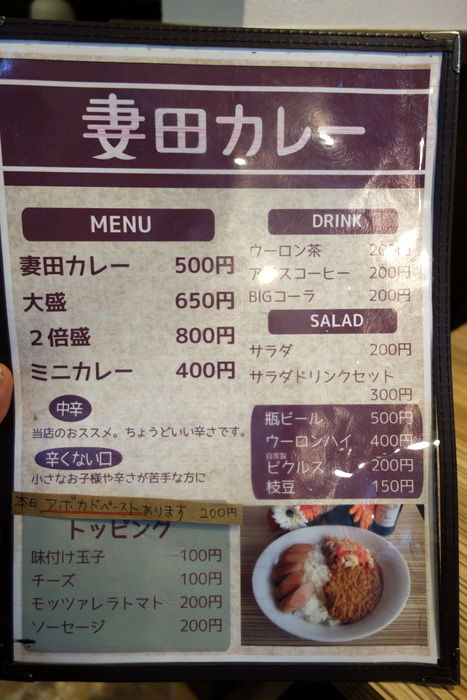 妻田カレー
MENU
妻田カレー 500円
大盛 650円
２倍盛 800円
ミニカレー 400円
中辛
当店のおススメ。ちょうどいい辛さです。
辛くない口
小さなお子様や辛さが苦手な方に
本日 アボカドペーストあります 200円
トッピング
味付け玉子 100円
チーズ 100円
モッツァレラトマト 200円
ソーセージ 200円
DRINK
ウーロン茶 200円
アイスコーヒー 200円
BIGコーラ 200円
SALAD
サラダ 200円
サラダドリンクセット
300円
瓶ビール 500円
ウーロンハイ 400円
自家製
ピクルス 200円
枝豆 150円